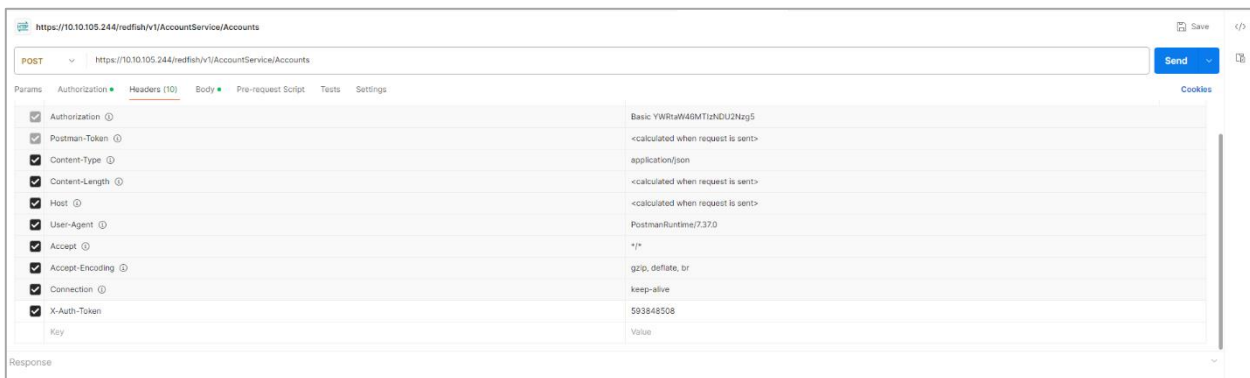 https://10.10.105.244/redfish/v1/AccountService/Accounts Save </>
POST https://10.10.105.244/redfish/v1/AccountService/Accounts Send
Params Authorization Headers (10) Body Pre-request Script Tests Settings Cookies
Authorization Basic YWRtaW46MTIzNDU2Nzg5
Postman-Token <calculated when request is sent>
Content-Type application/json
Content-Length <calculated when request is sent>
Host <calculated when request is sent>
User-Agent PostmanRuntime/7.37.0
Accept */*
Accept-Encoding gzip, deflate, br
Connection keep-alive
X-Auth-Token 593848508
Key Value
Response